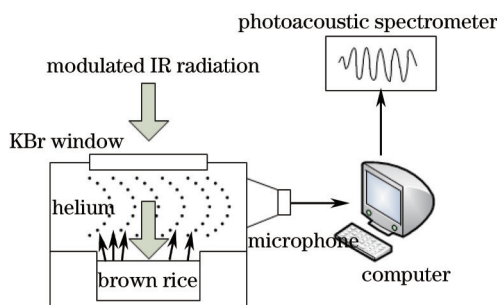 photoacoustic spectrometer
modulated IR radiation
KBr window
helium
microphone
brown rice
computer